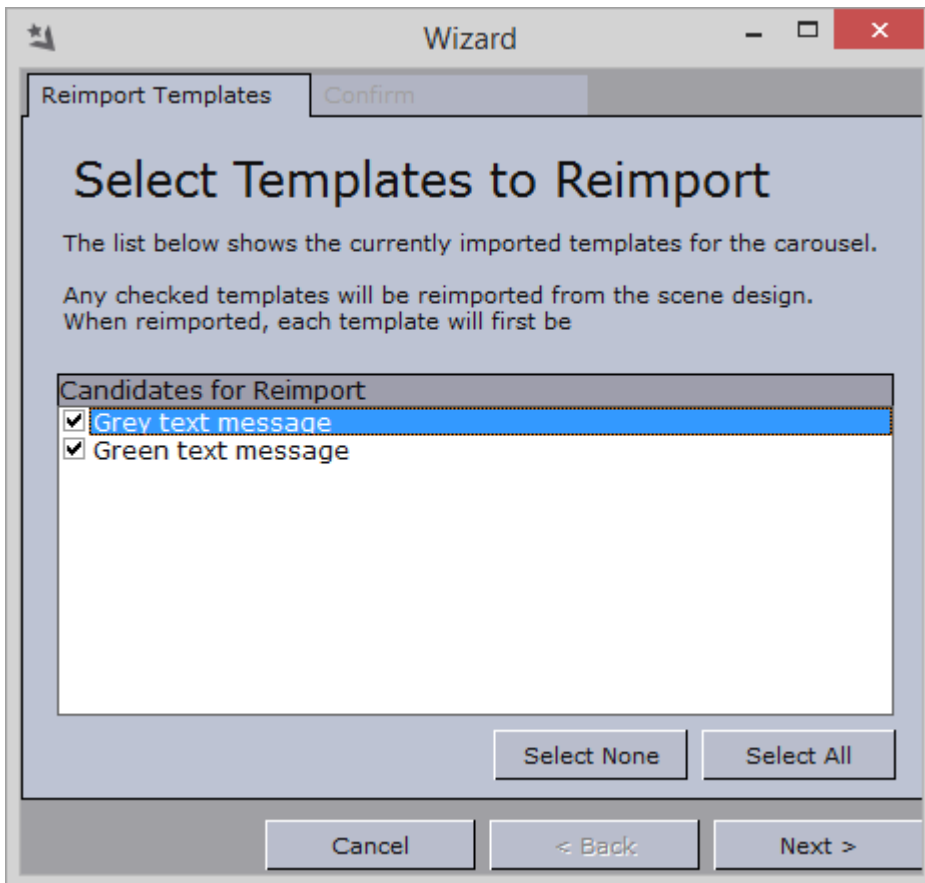 Wizard
Reimport Templates
Confirm
Select Templates to Reimport
The list below shows the currently imported templates for the carousel.
Any checked templates will be reimported from the scene design.
When reimported, each template will first be
Candidates for Reimport
Grey text message
Green text message
Select None
Select All
Cancel
< Back
Next >